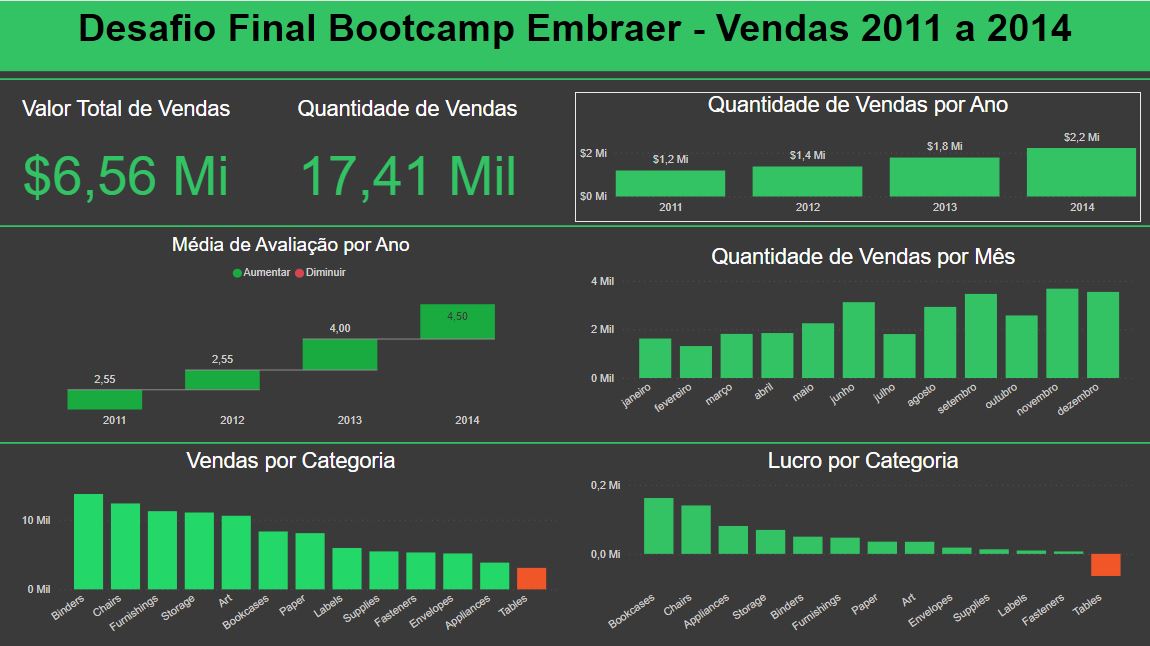 Desafio Final Bootcamp Embraer - Vendas 2011 a 2014
Valor Total de Vendas
$6,56 Mi
Quantidade de Vendas
17,41 Mil
Quantidade de Vendas por Ano
$2 Mi
$0 Mi
$1,2 Mi
$1,4 Mi
$1,8 Mi
$2,2 Mi
2011
2012
2013
2014
Média de Avaliação por Ano
Aumentar Diminuir
2,55
2,55
4,00
4,50
2011
2012
2013
2014
Quantidade de Vendas por Mês
4 Mil
2 Mil
0 Mil
janeiro
fevereiro
março
abril
maio
junho
julho
agosto
setembro
outubro
novembro
dezembro
Vendas por Categoria
10 Mil
0 Mil
Binders
Chairs
Furnishings
Storage
Art
Bookcases
Paper
Labels
Supplies
Fasteners
Envelopes
Appliances
Tables
Lucro por Categoria
0,2 Mi
0,0 Mi
Bookcases
Chairs
Appliances
Storage
Binders
Furnishings
Paper
Art
Envelopes
Supplies
Labels
Fasteners
Tables